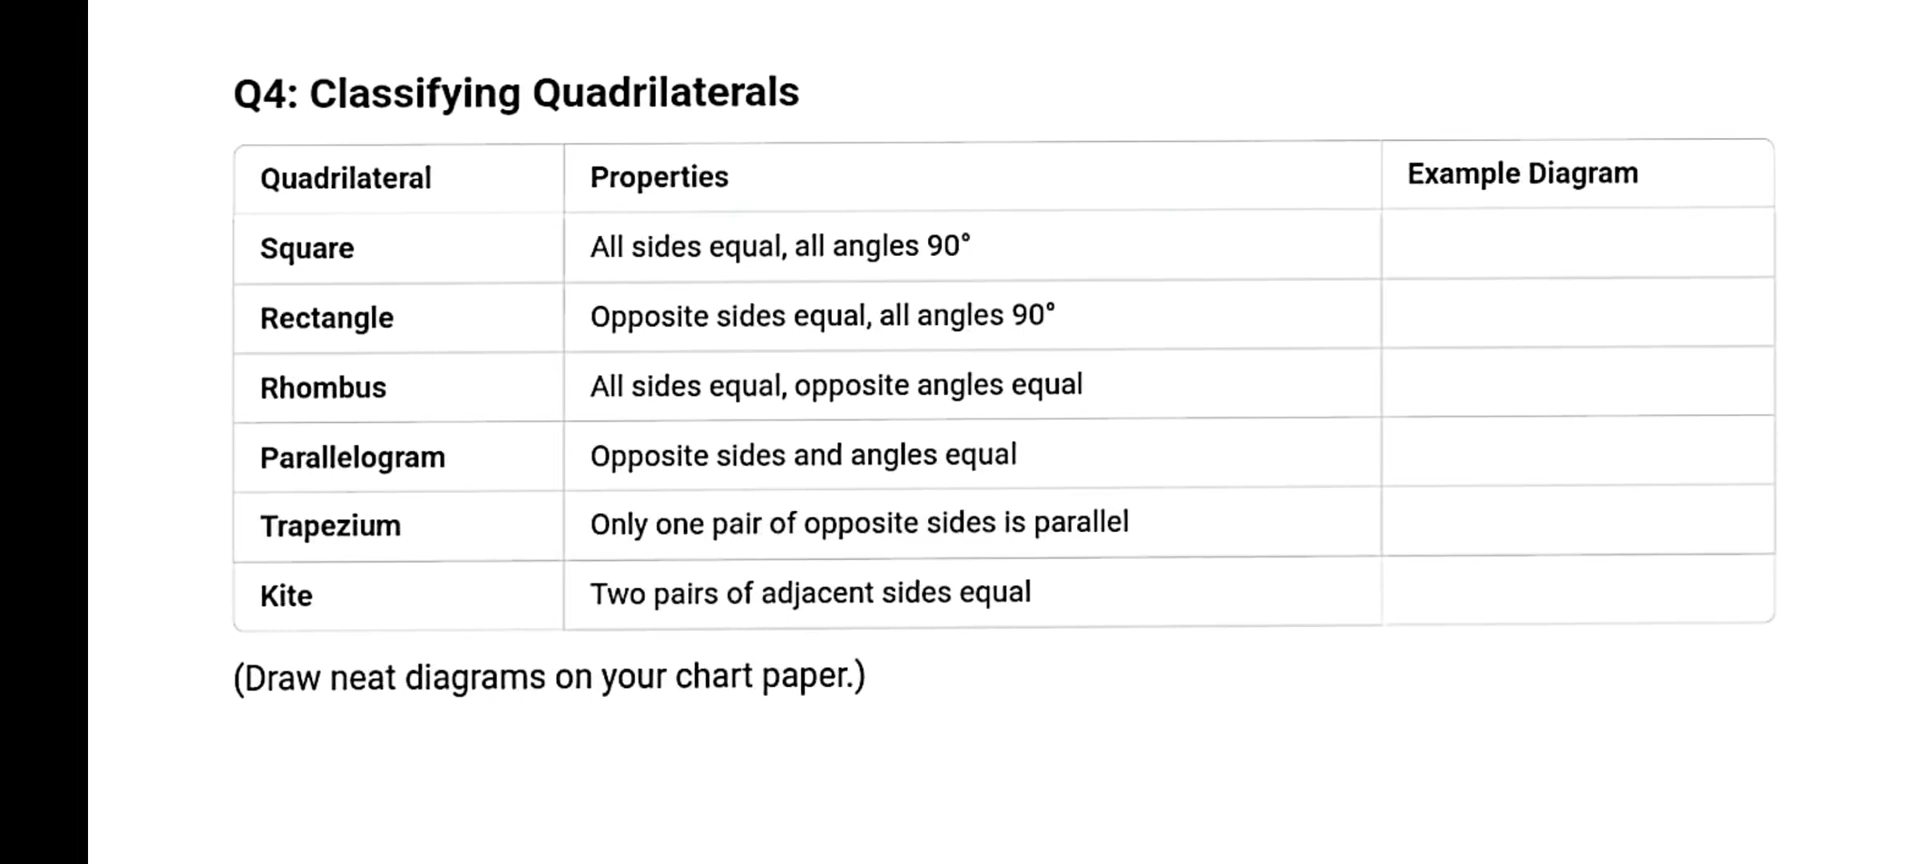 Q4: Classifying Quadrilaterals
Quadrilateral Properties Example Diagram
Square All sides equal, all angles 90°
Rectangle Opposite sides equal, all angles 90°
Rhombus All sides equal, opposite angles equal
Parallelogram Opposite sides and angles equal
Trapezium Only one pair of opposite sides is parallel
Kite Two pairs of adjacent sides equal
(Draw neat diagrams on your chart paper.)